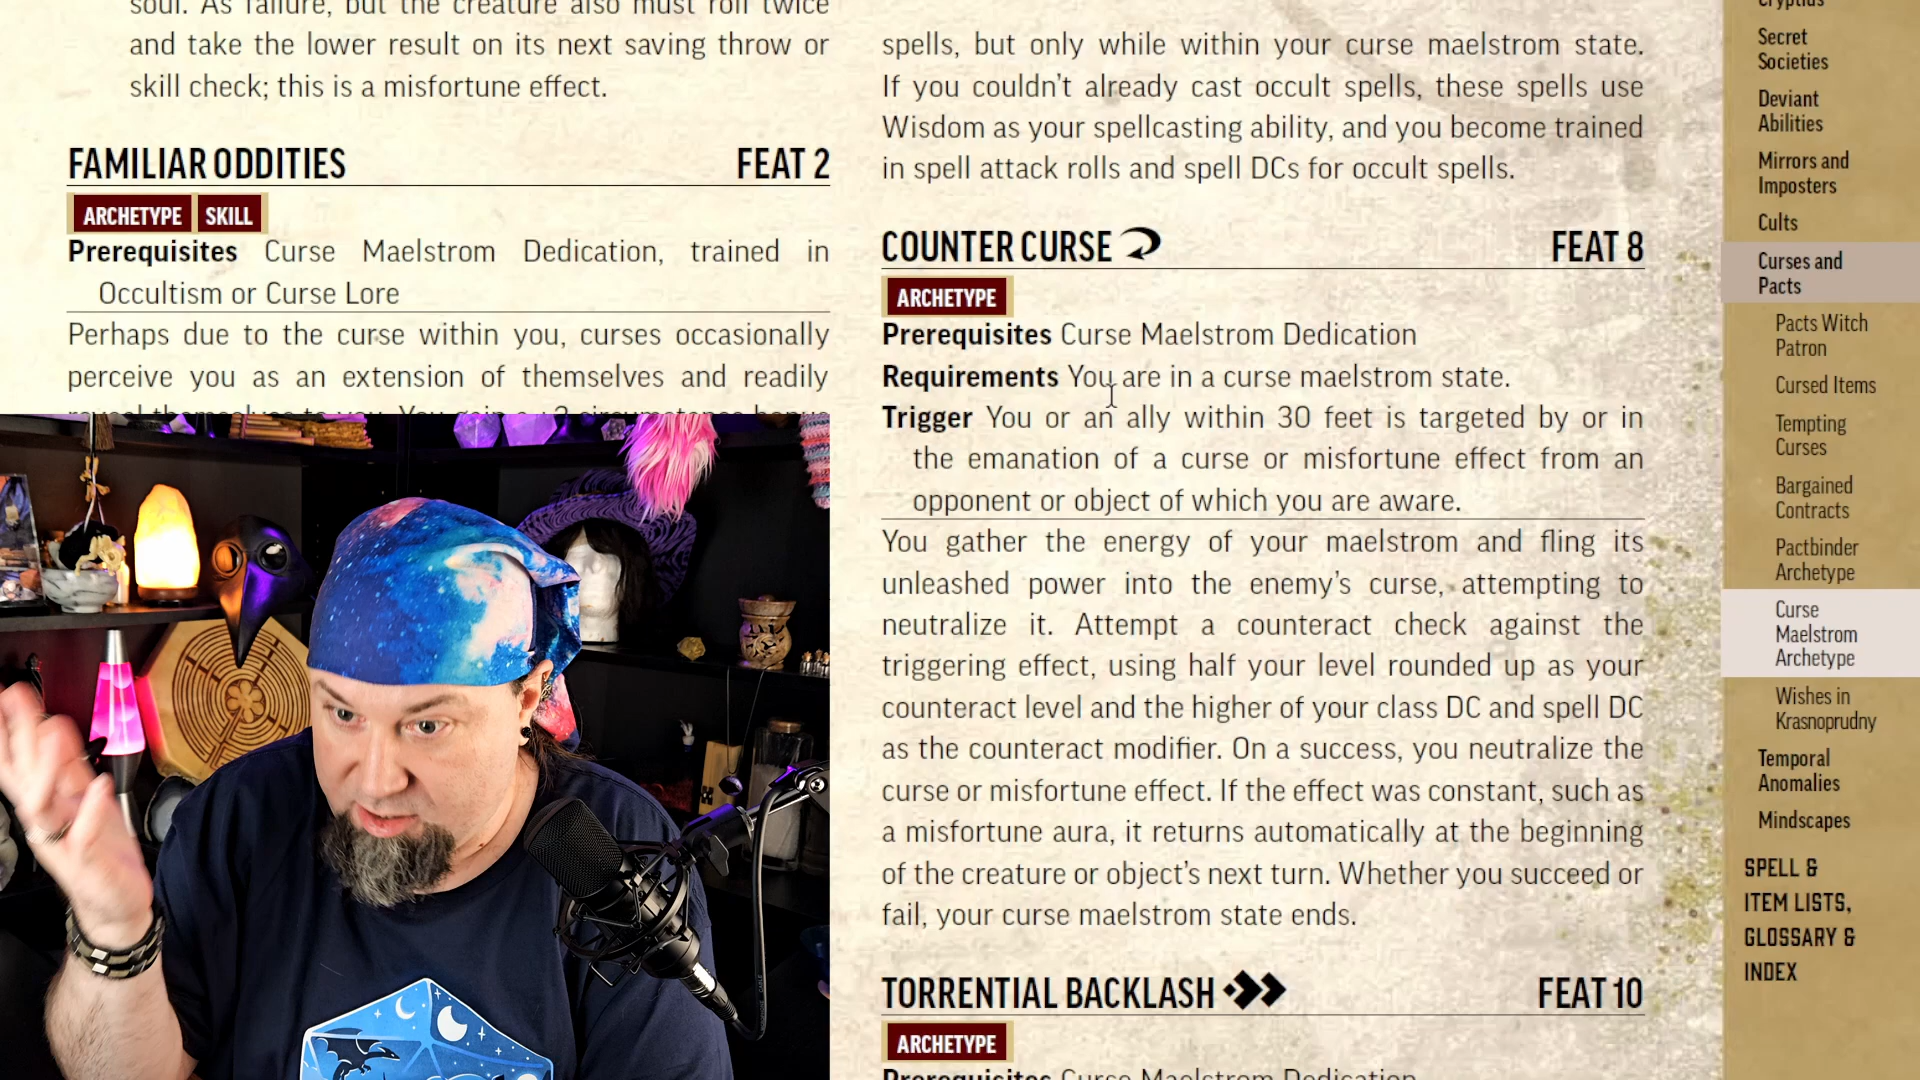 soul. As failure, but the creature also must roll twice
and take the lower result on its next saving throw or
skill check; this is a misfortune effect.
FAMILIAR ODDITIES FEAT 2
ARCHETYPE SKILL
Prerequisites Curse Maelstrom Dedication, trained in
Occultism or Curse Lore
Perhaps due to the curse within you, curses occasionally
perceive you as an extension of themselves and readily
reveal themselves to you. You gain a +2 circumstance bonus
spells, but only while within your curse maelstrom state.
If you couldn't already cast occult spells, these spells use
Wisdom as your spellcasting ability, and you become trained
in spell attack rolls and spell DCs for occult spells.
COUNTER CURSE FEAT 8
ARCHETYPE
Prerequisites Curse Maelstrom Dedication
Requirements You are in a curse maelstrom state.
Trigger You or an ally within 30 feet is targeted by or in
the emanation of a curse or misfortune effect from an
opponent or object of which you are aware.
You gather the energy of your maelstrom and fling its
unleashed power into the enemy's curse, attempting to
neutralize it. Attempt a counteract check against the
triggering effect, using half your level rounded up as your
counteract level and the higher of your class DC and spell DC
as the counteract modifier. On a success, you neutralize the
curse or misfortune effect. If the effect was constant, such as
a misfortune aura, it returns automatically at the beginning
of the creature or object's next turn. Whether you succeed or
fail, your curse maelstrom state ends.
TORRENTIAL BACKLASH FEAT 10
ARCHETYPE
Prerequisites Curse Maelstrom Dedication
Cryptids
Secret
Societies
Deviant
Abilities
Mirrors and
Imposters
Cults
Curses and
Pacts
Pacts Witch
Patron
Cursed Items
Tempting
Curses
Bargained
Contracts
Pactbinder
Archetype
Curse
Maelstrom
Archetype
Wishes in
Krasnoprudny
Temporal
Anomalies
Mindscapes
SPELL &
ITEM LISTS,
GLOSSARY &
INDEX